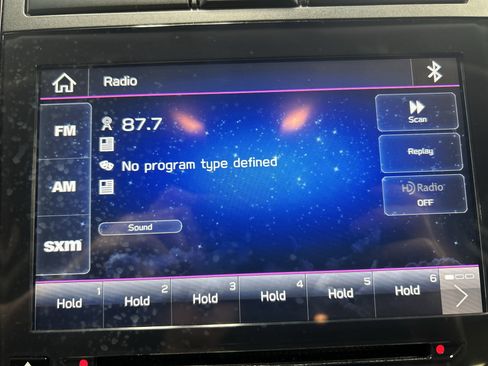 Radio
FM
87.7
Scan
No program type defined
Replay
AM
HD Radio
OFF
Sound
sxm
1 2 3 4 5 6
Hold Hold Hold Hold Hold Hold